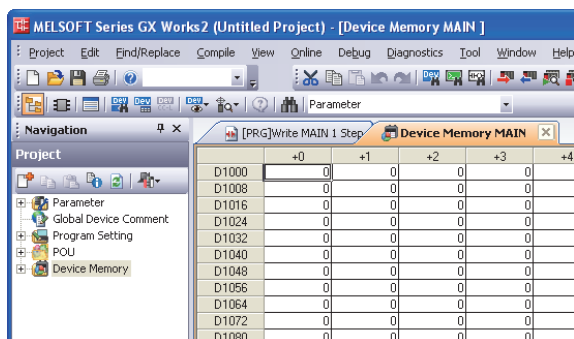 MELSOFT Series GX Works2 (Untitled Project) - [Device Memory MAIN ]
Project Edit Find/Replace Compile View Online Debug Diagnostics Tool Window Help
Parameter
Navigation
[PRG]Write MAIN 1 Step
Device Memory MAIN
Project
+0 +1 +2 +3 +4
D1000 0 0 0 0
D1008 0 0 0 0
Parameter
D1016 0 0 0 0
Global Device Comment
D1024 0 0 0 0
Program Setting
D1032 0 0 0 0
POU
D1040 0 0 0 0
Device Memory
D1048 0 0 0 0
D1056 0 0 0 0
D1064 0 0 0 0
D1072 0 0 0 0
D1080 0 0 0 0